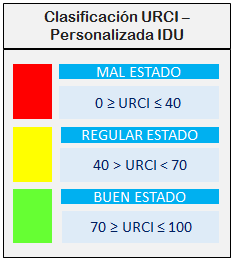 Clasificación URCI –
Personalizada IDU
MAL ESTADO
0 ≥ URCI ≤ 40
REGULAR ESTADO
40 > URCI < 70
BUEN ESTADO
70 ≥ URCI ≤ 100